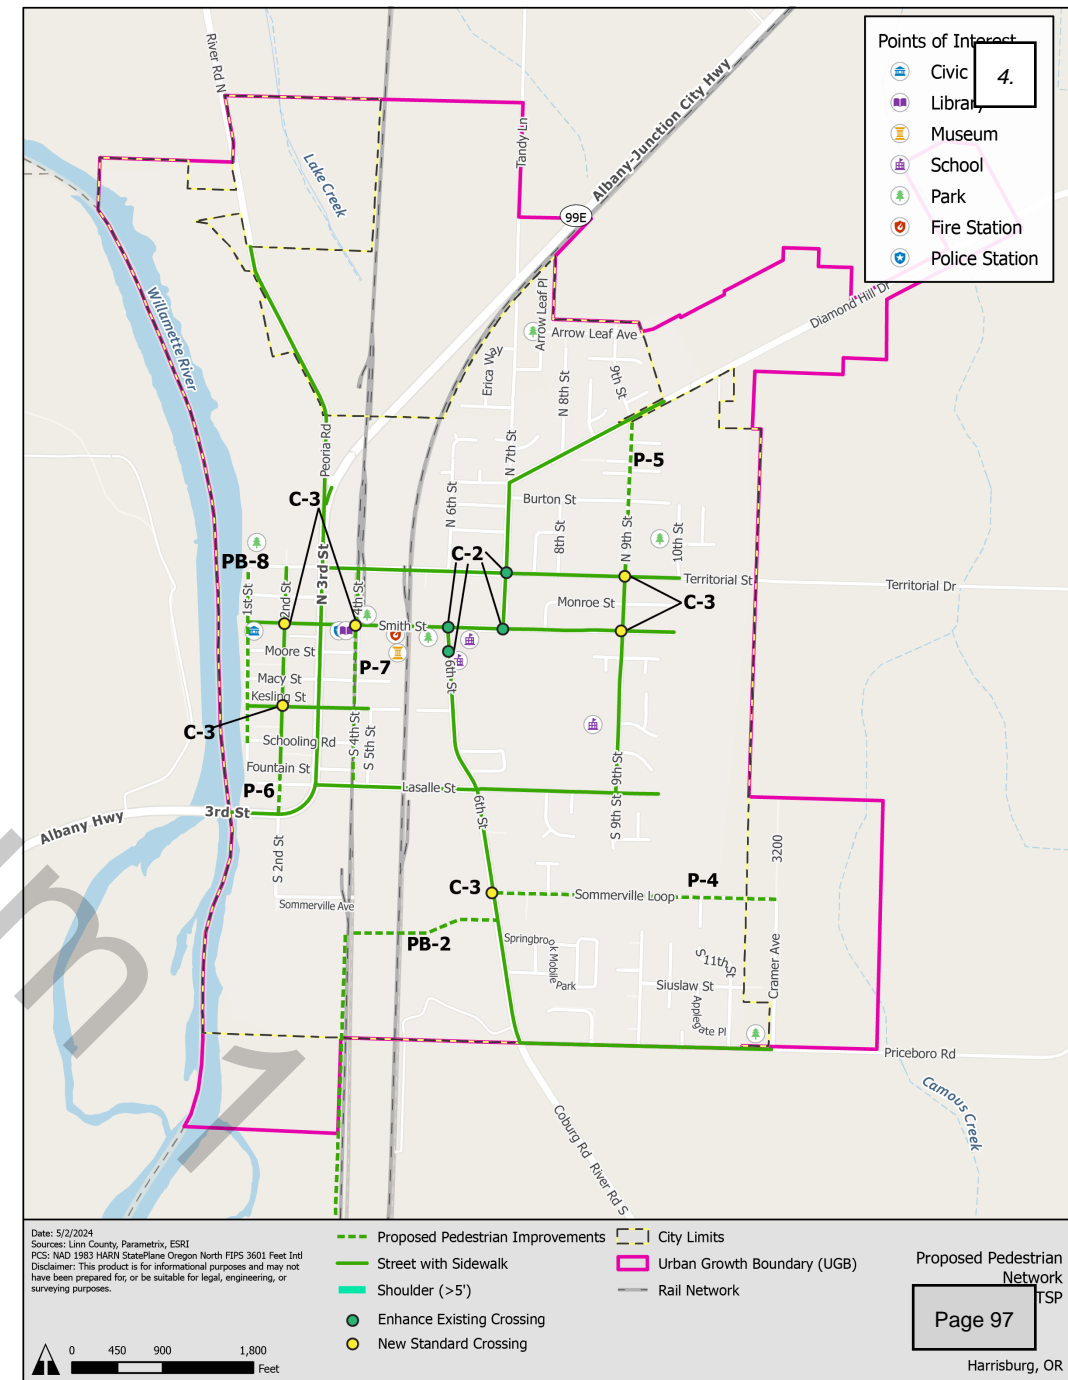 Points of Interest
4.
Civic
Library
Museum
School
Park
Fire Station
Police Station
River Rd N
Lake Creek
Tandy Ln
Albany-Junction City Hwy
99E
Willamette River
Diamond Hill Dr
Arrow Leaf Pl
Arrow Leaf Ave
Erica Way
N 8th St
9th St
Peoria Rd
N 7th St
P-5
N 6th St
Burton St
C-3
8th St
N 9th St
10th St
C-2
PB-8
N 3rd St
Territorial St
Territorial Dr
1st St
2nd St
4th St
Monroe St
C-3
Smith St
Moore St
P-7
6th St
Macy St
Kesling St
C-3
Schooling Rd
S 4th St
S 5th St
Fountain St
P-6
Lasalle St
S 9th St
9th St
3rd St
6th St
Albany Hwy
S 2nd St
3200
C-3
P-4
Sommerville Loop
Sommerville Ave
PB-2
Springbrook Mobile Park
S 11th St
Cramer Ave
Siuslaw St
Applegate Pl
Priceboro Rd
Camous Creek
Coburg Rd
River Rd S
Date: 5/2/2024
Sources: Linn County, Parametrix, ESRI
PCS: NAD 1983 HARN StatePlane Oregon North FIPS 3601 Feet Intl
Disclaimer: This product is for informational purposes and may not
have been prepared for, or be suitable for legal, engineering, or
surveying purposes.
0 450 900 1,800
Feet
Proposed Pedestrian Improvements
Street with Sidewalk
Shoulder (>5')
Enhance Existing Crossing
New Standard Crossing
City Limits
Urban Growth Boundary (UGB)
Rail Network
Proposed Pedestrian
Network
TSP
Page 97
Harrisburg, OR